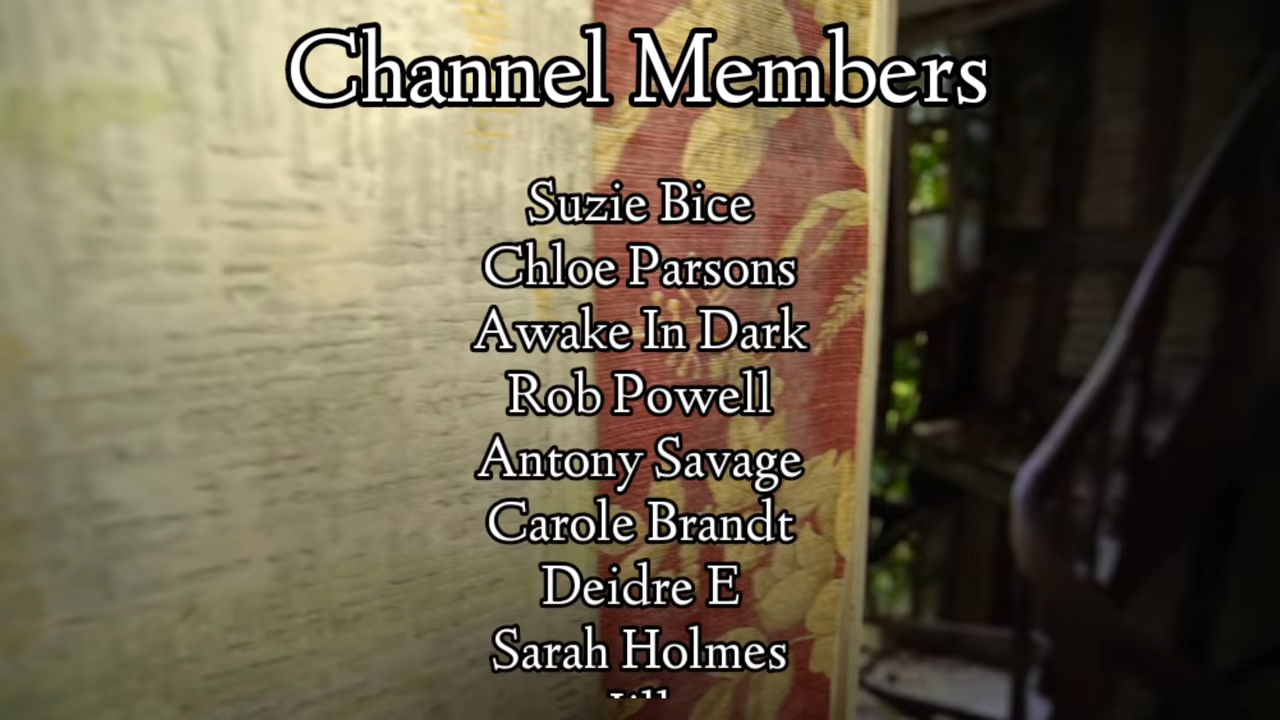 Channel Members
Suzie Bice
Chloe Parsons
Awake In Dark
Rob Powell
Antony Savage
Carole Brandt
Deidre E
Sarah Holmes